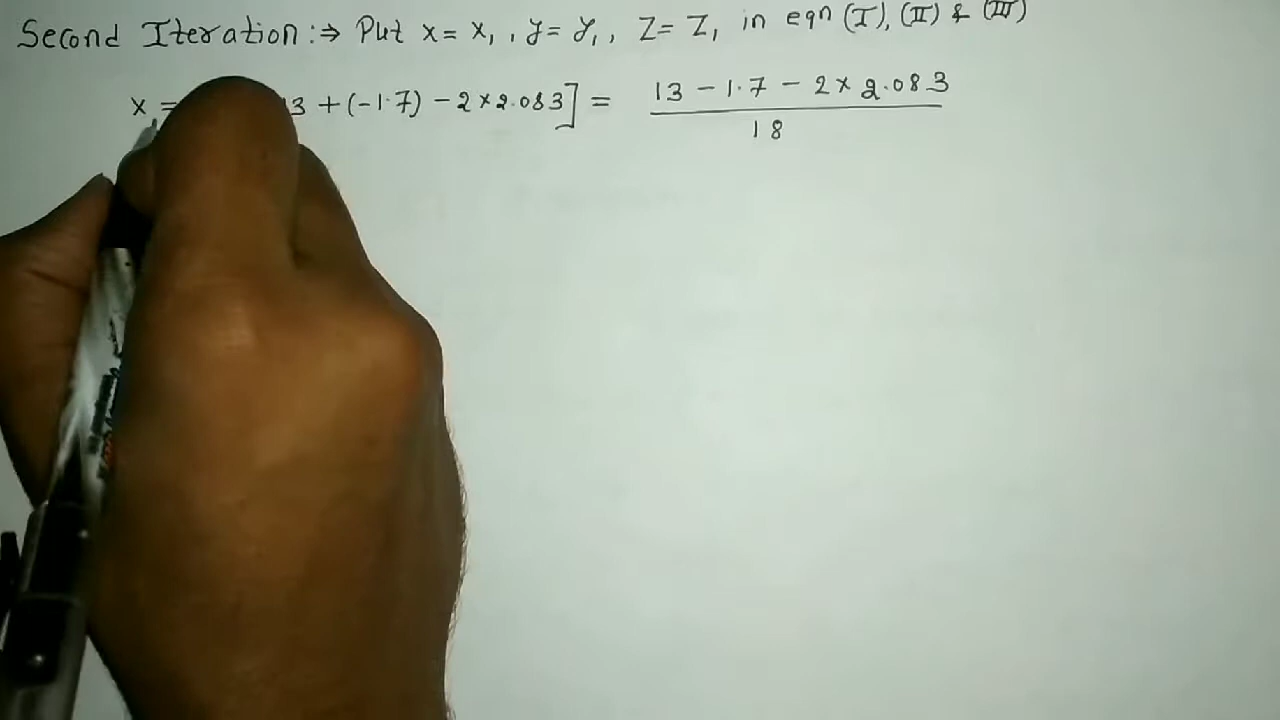 Second Iteration :⇒ Put x = x₁ , y = y₁ , Z = Z₁ in eqn (I), (II) & (III)
x = 3 + (-1.7) - 2 × 2.083] = 13 - 1.7 - 2 × 2.083 / 18